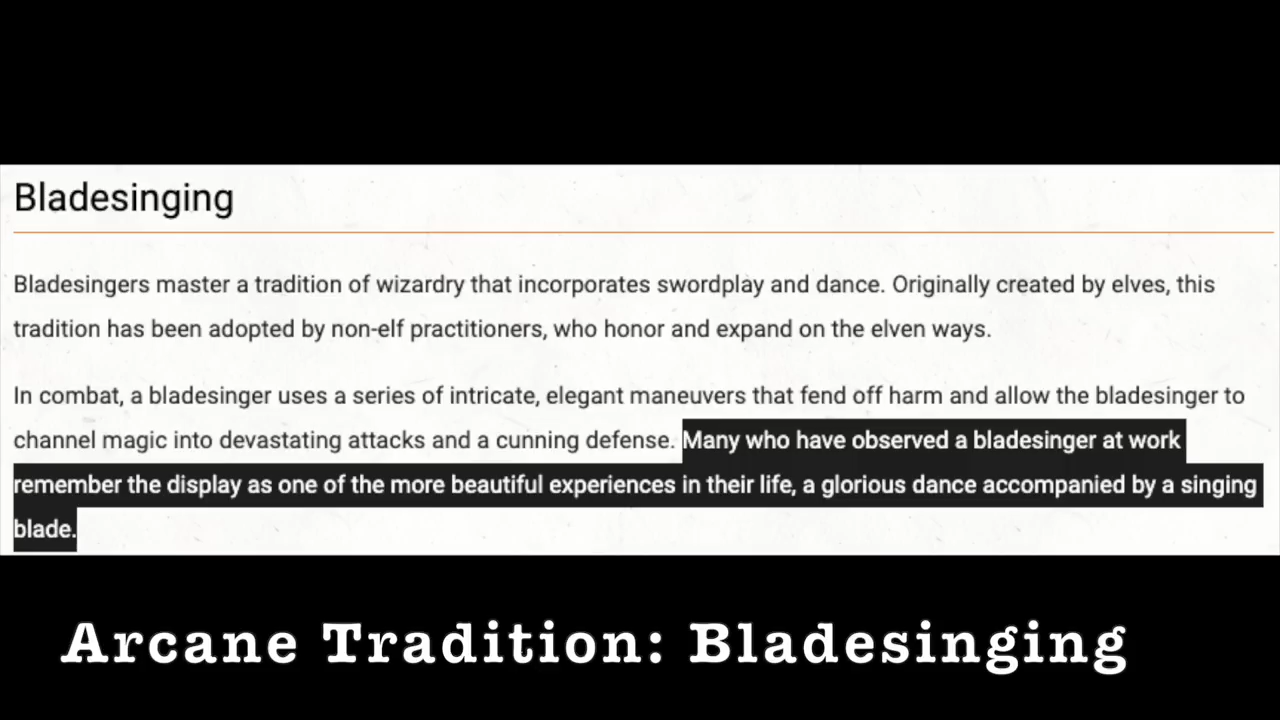 Bladesinging
Bladesingers master a tradition of wizardry that incorporates swordplay and dance. Originally created by elves, this
tradition has been adopted by non-elf practitioners, who honor and expand on the elven ways.
In combat, a bladesinger uses a series of intricate, elegant maneuvers that fend off harm and allow the bladesinger to
channel magic into devastating attacks and a cunning defense. Many who have observed a bladesinger at work
remember the display as one of the more beautiful experiences in their life, a glorious dance accompanied by a singing
blade.
Arcane Tradition: Bladesinging